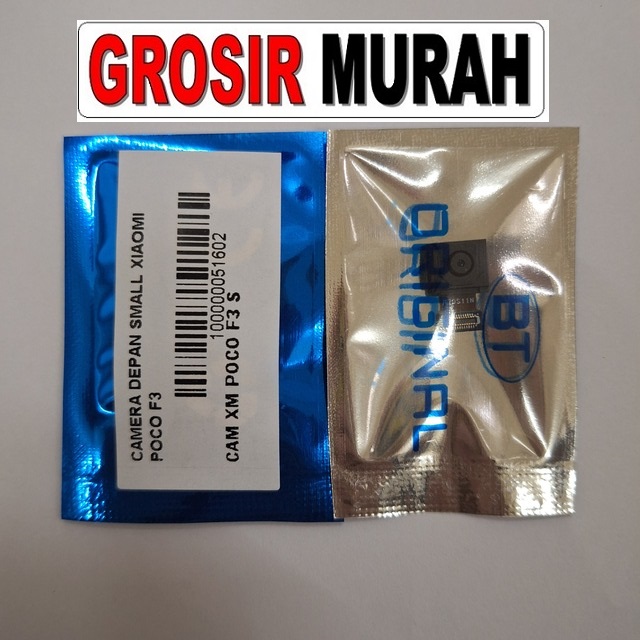 GROSIR MURAH
CAMERA DEPAN SMALL XIAOMI
POCO F3
100000051602
CAM XM POCO F3 S
ORIGINAL
BT